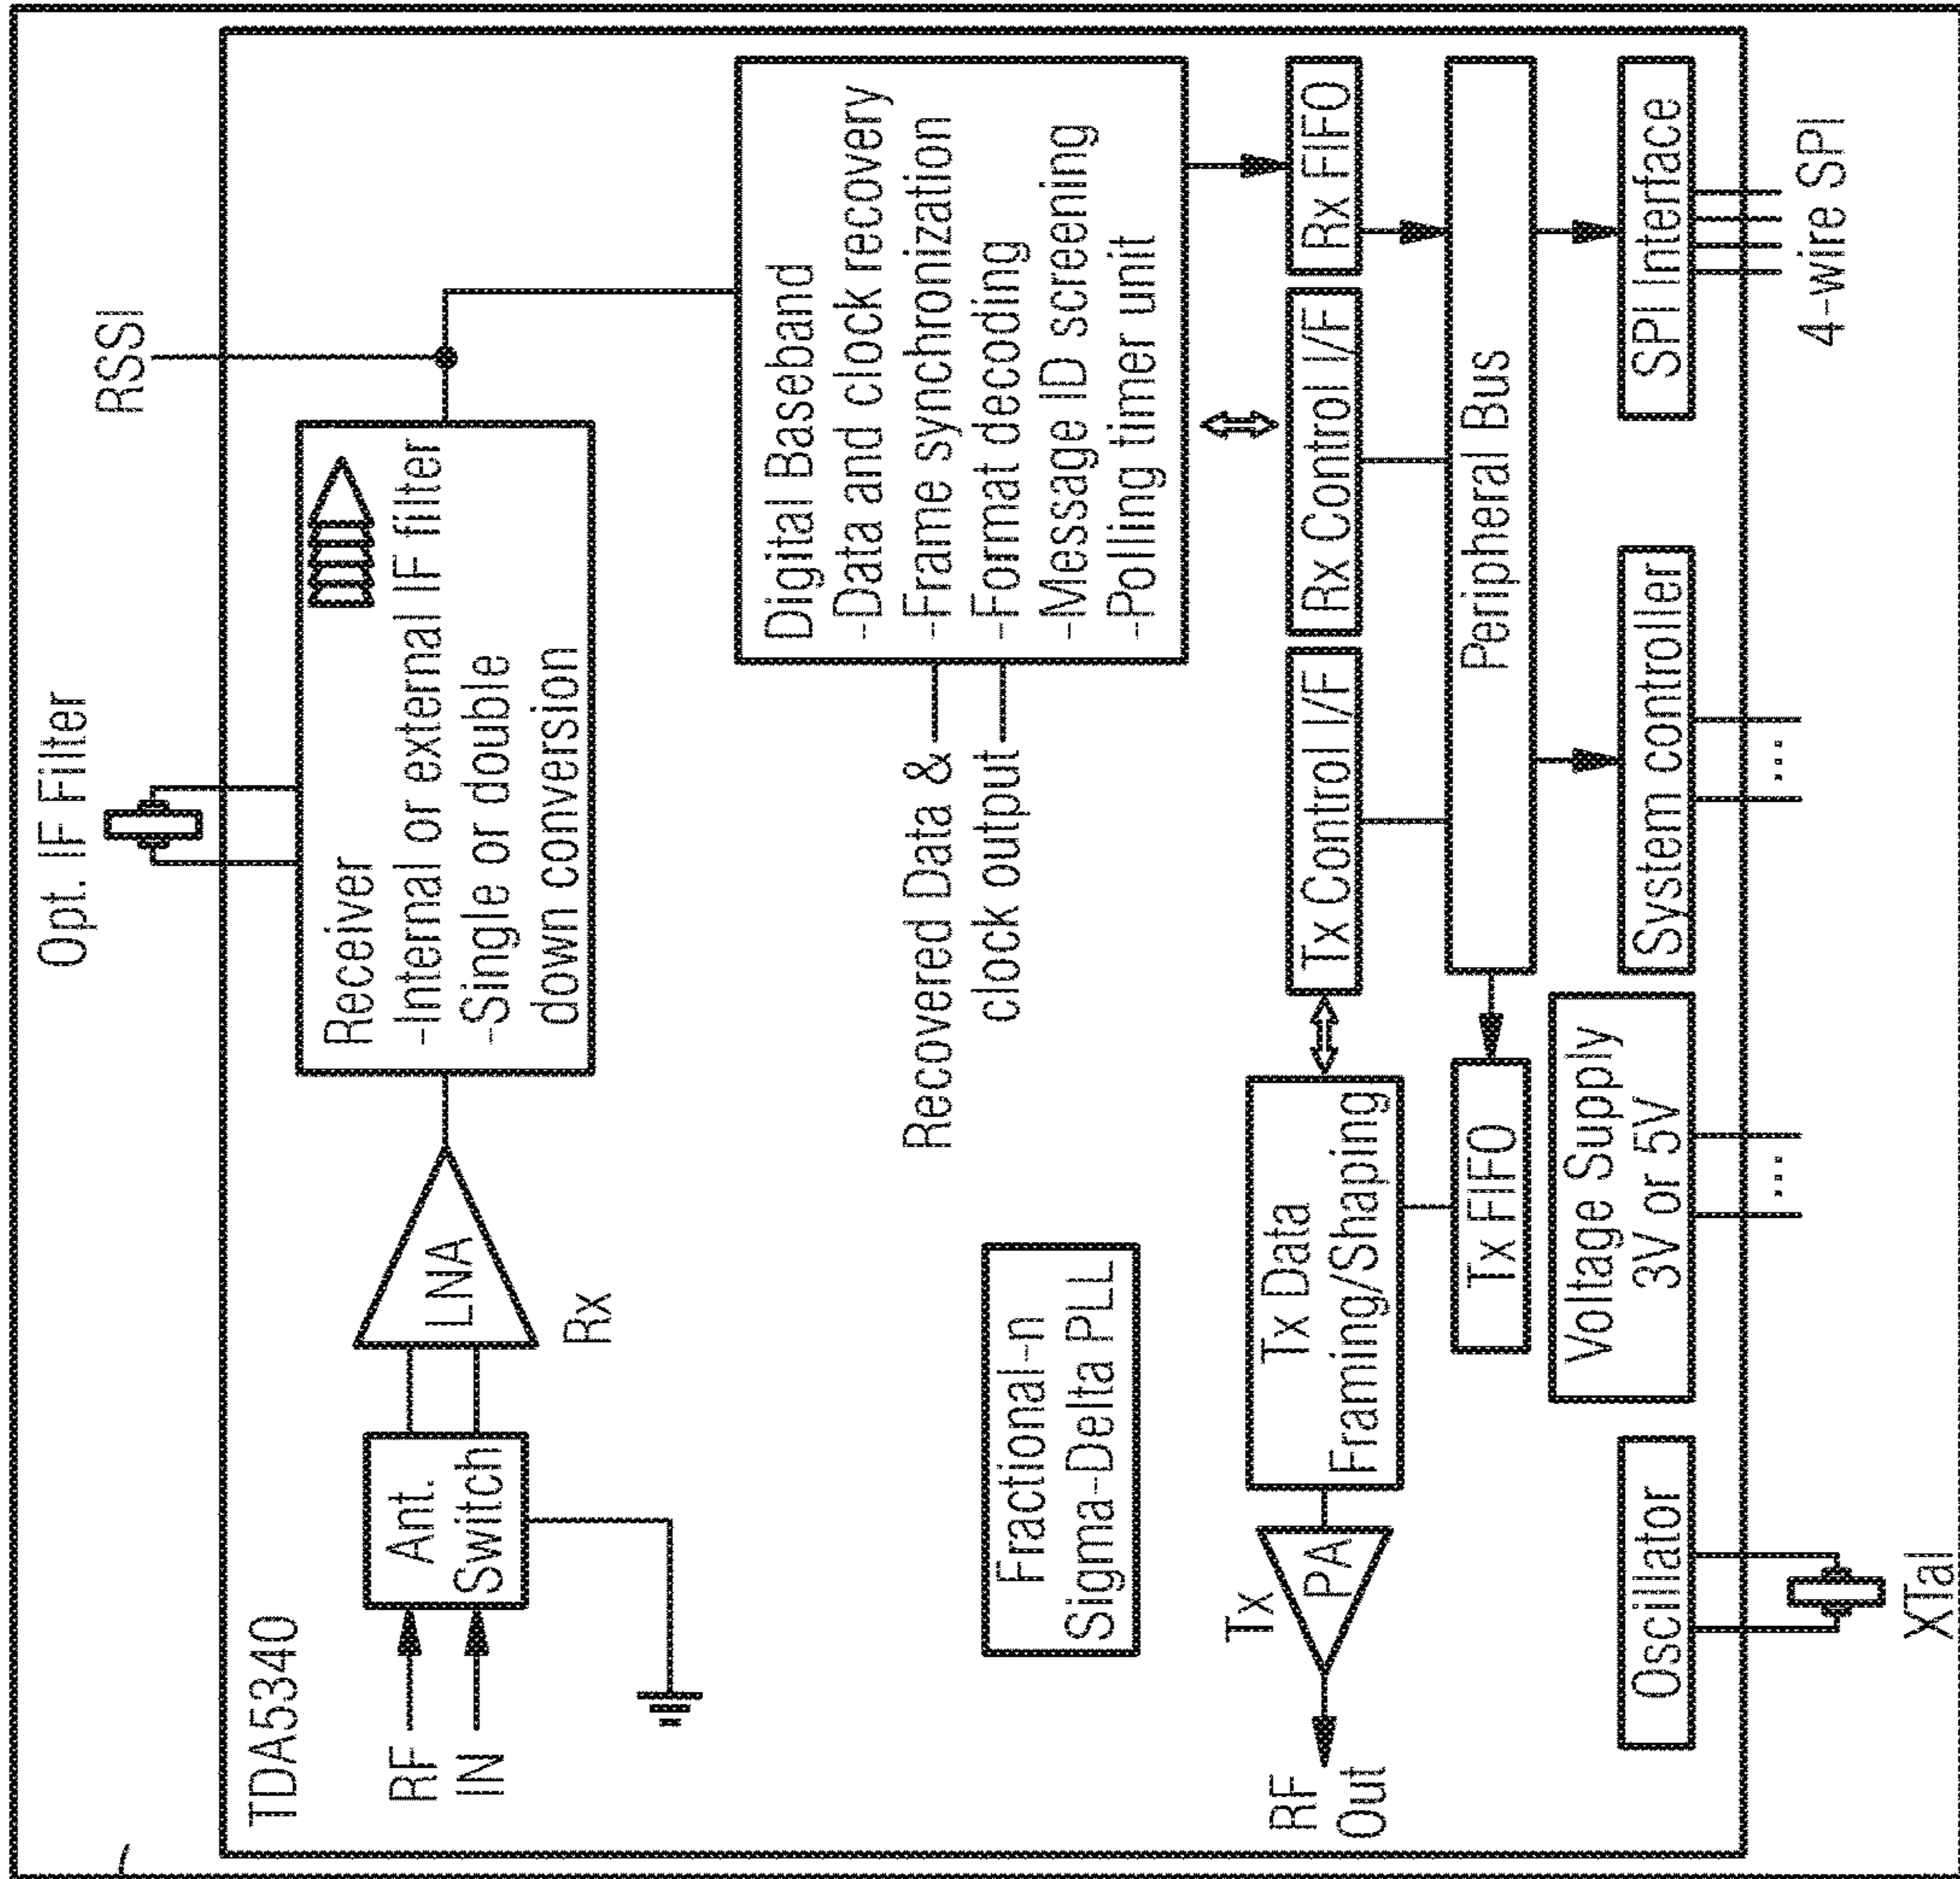 Opt. IF Filter
RSSI
TDA5340
RF
IN
Ant.
Switch
LNA
Rx
Receiver
-Internal or external IF filter
-Single or double
down conversion
Digital Baseband
-Data and clock recovery
-Frame synchronization
-Format decoding
-Message ID screening
-Polling timer unit
Recovered Data &
clock output
Fractional-n
Sigma-Delta PLL
Tx
RF
Out
PA
Tx Data
Framing/Shaping
Tx Control I/F
Rx Control I/F
Rx FIFO
Tx FIFO
Peripheral Bus
Oscillator
Voltage Supply
3V or 5V
System controller
SPI Interface
XTal
...
...
4-wire SPI